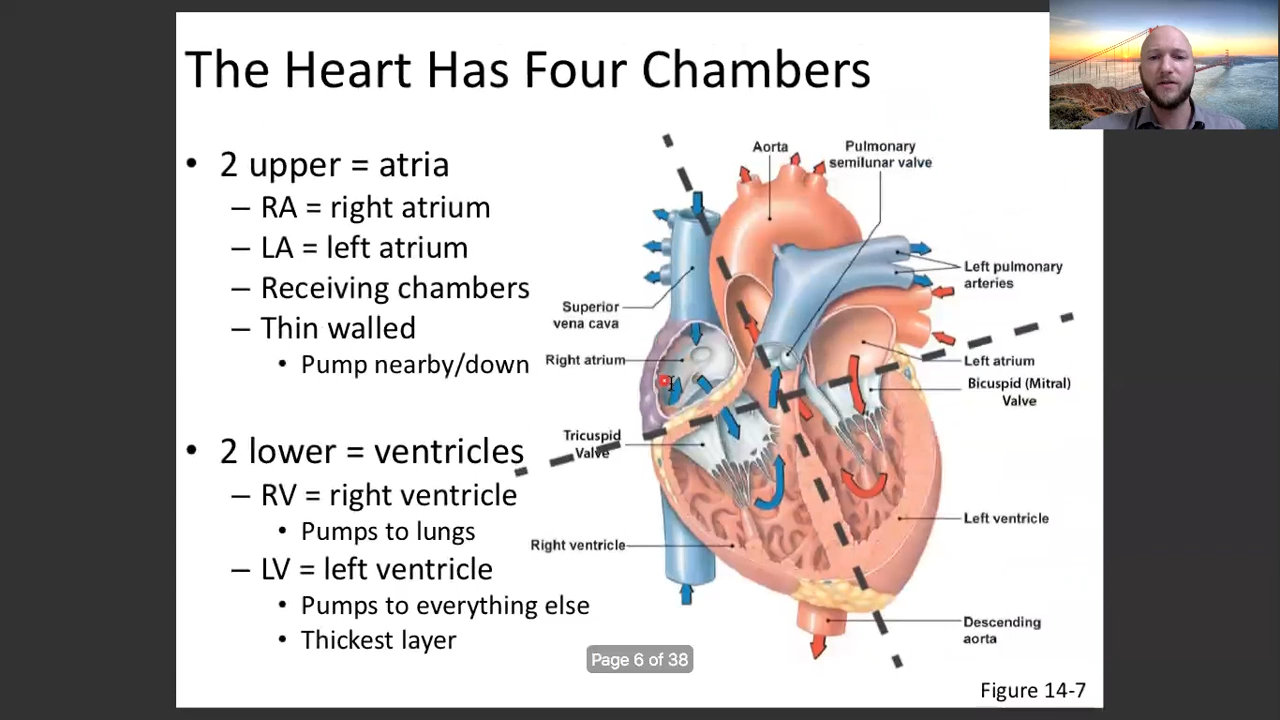 The Heart Has Four Chambers
• 2 upper = atria
– RA = right atrium
– LA = left atrium
– Receiving chambers
– Thin walled
• Pump nearby/down
• 2 lower = ventricles
– RV = right ventricle
• Pumps to lungs
– LV = left ventricle
• Pumps to everything else
• Thickest layer
Aorta
Pulmonary
semilunar valve
Left pulmonary
arteries
Superior
vena cava
Right atrium
Left atrium
Bicuspid (Mitral)
Valve
Tricuspid
Valve
Left ventricle
Right ventricle
Descending
aorta
Page 6 of 38
Figure 14-7